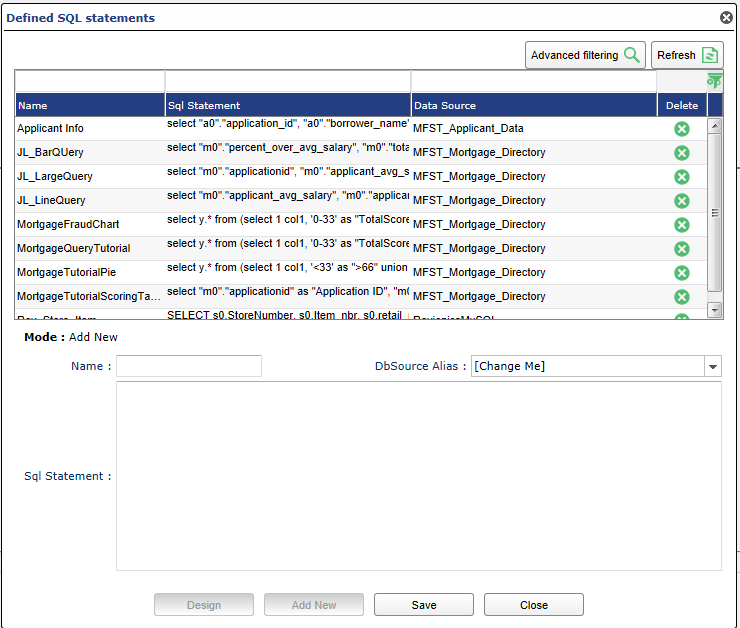 Defined SQL statements
Advanced filtering Refresh
Name Sql Statement Data Source Delete
Applicant Info select "a0"."application_id", "a0"."borrower_name" MFST_Applicant_Data
JL_BarQUery select "m0"."percent_over_avg_salary", "m0"."tota MFST_Mortgage_Directory
JL_LargeQuery select "m0"."applicationid", "m0"."applicant_avg_s MFST_Mortgage_Directory
JL_LineQuery select "m0"."applicant_avg_salary", "m0"."applicar MFST_Mortgage_Directory
MortgageFraudChart select y.* from (select 1 col1, '0-33' as "TotalScore MFST_Mortgage_Directory
MortgageQueryTutorial select y.* from (select 1 col1, '0-33' as "TotalScore MFST_Mortgage_Directory
MortgageTutorialPie select y.* from (select 1 col1, '<33' as ">66" union MFST_Mortgage_Directory
MortgageTutorialScoringTa... select "m0"."applicationid" as "Application ID", "m0 MFST_Mortgage_Directory
SELECT s0.StoreNumber, s0.Item_nbr, s0.retail
Mode : Add New
Name : DbSource Alias : [Change Me]
Sql Statement :
Design Add New Save Close